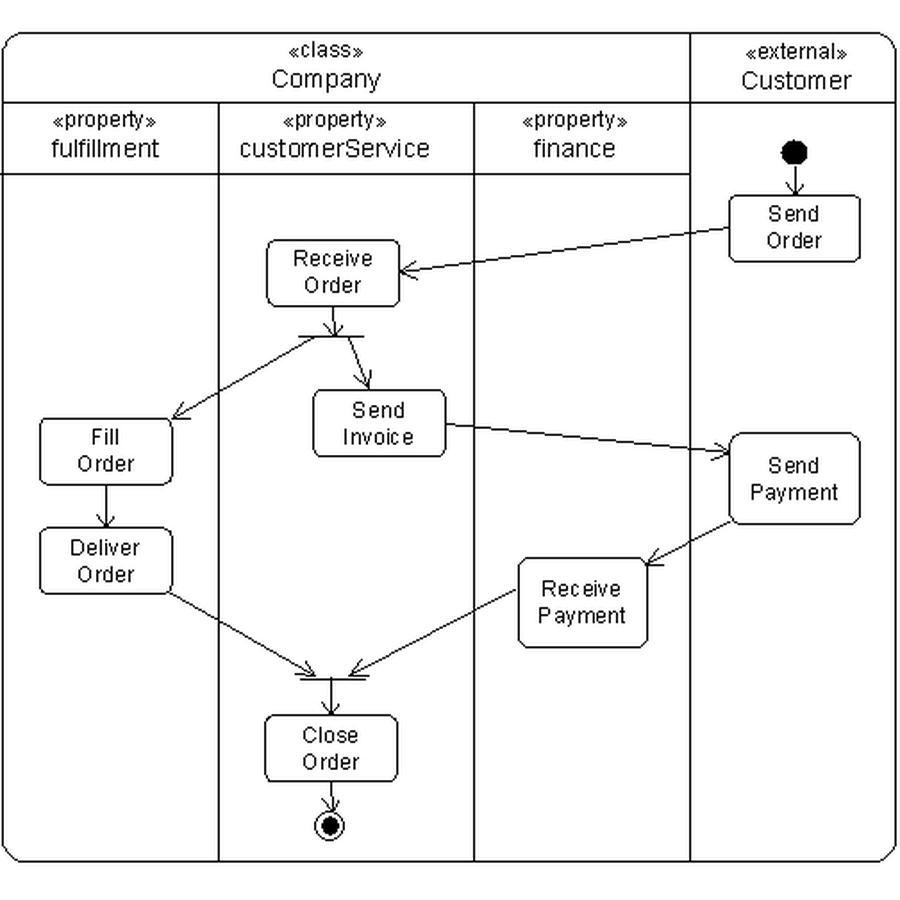 «class»
Company
«external»
Customer
«property»
fulfillment
«property»
customerService
«property»
finance
Send
Order
Receive
Order
Send
Invoice
Fill
Order
Send
Payment
Deliver
Order
Receive
Payment
Close
Order